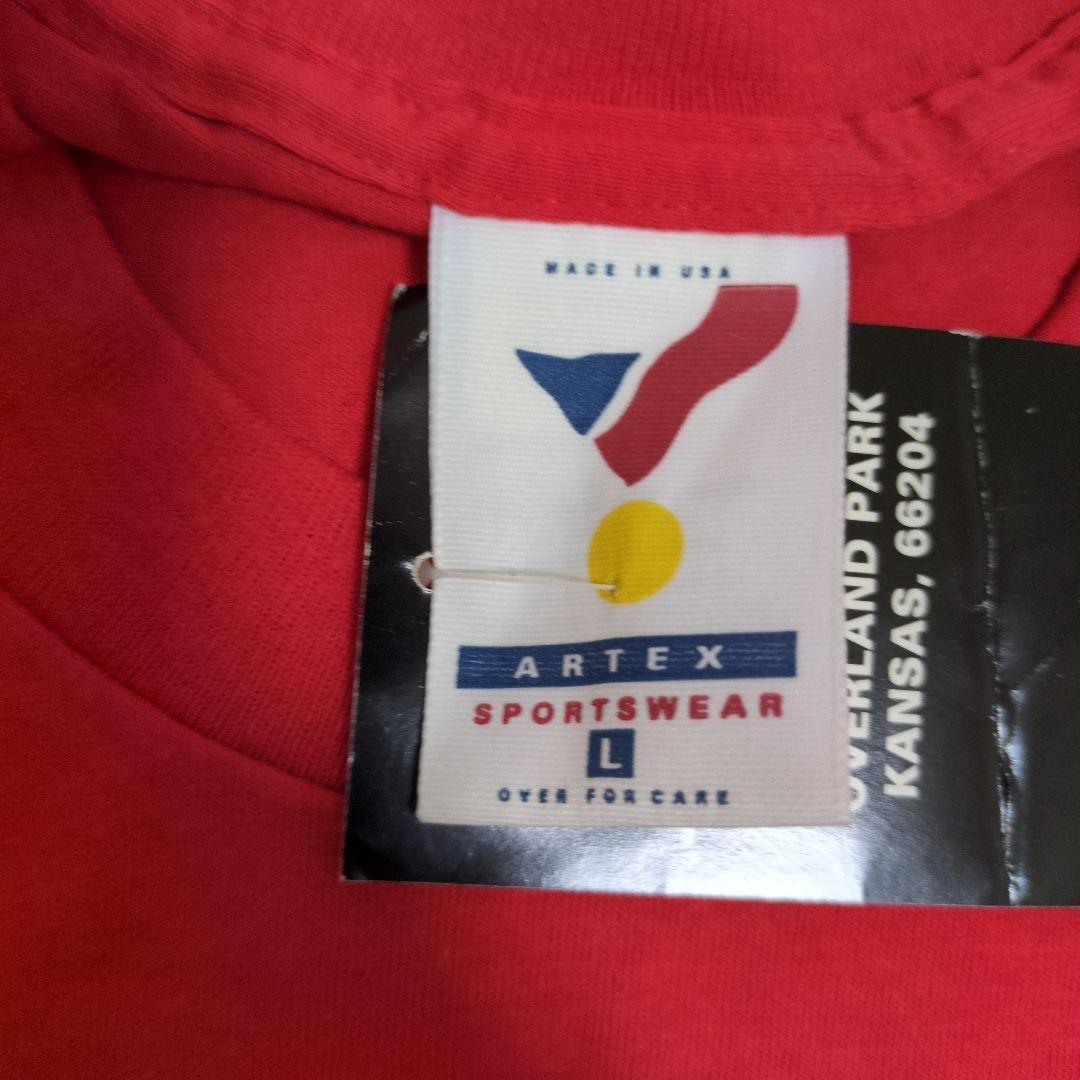 MADE IN USA
ARTEX
SPORTSWEAR
L
OVER FOR CARE
OVERLAND PARK
KANSAS, 66204